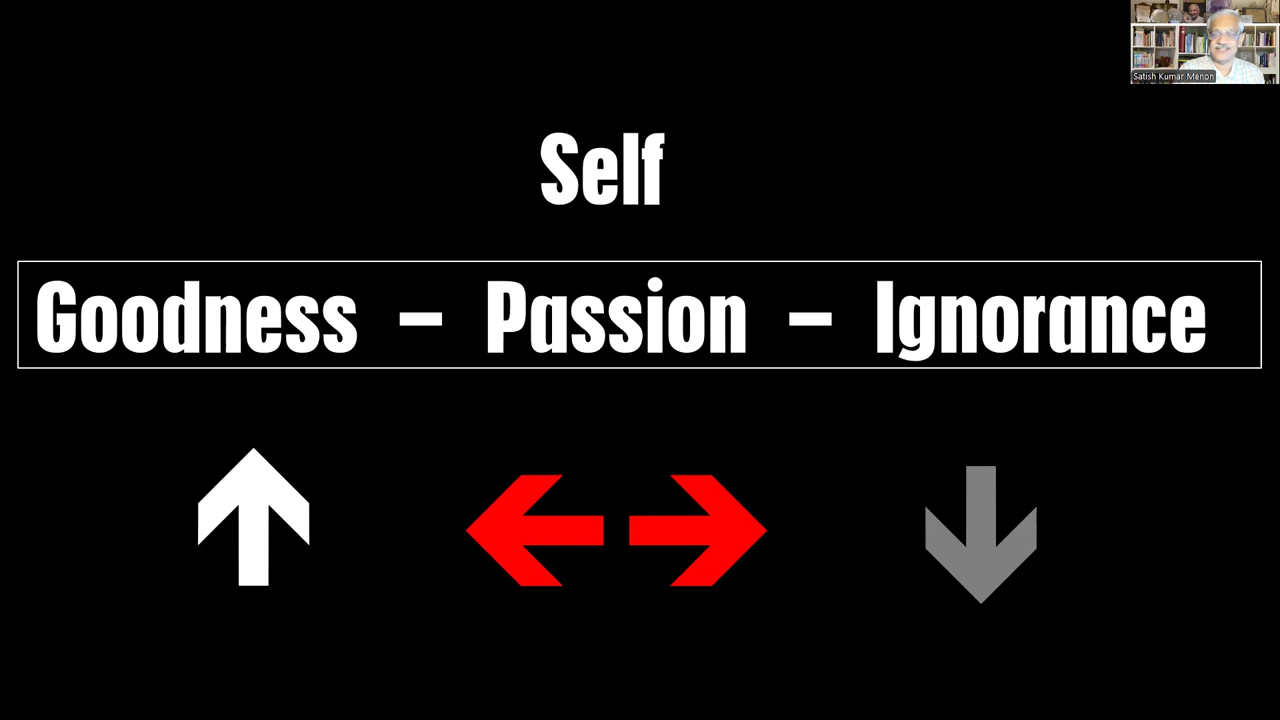 Satish Kumar Menon
Self
Goodness – Passion – Ignorance